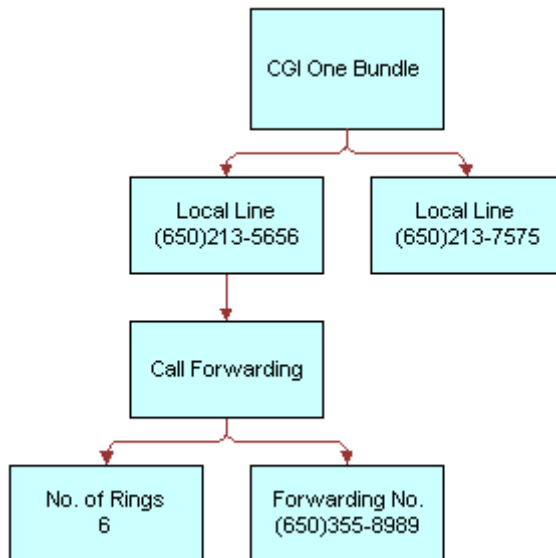 CGI One Bundle
Local Line
(650)213-5656
Local Line
(650)213-7575
Call Forwarding
No. of Rings
6
Forwarding No.
(650)355-8989